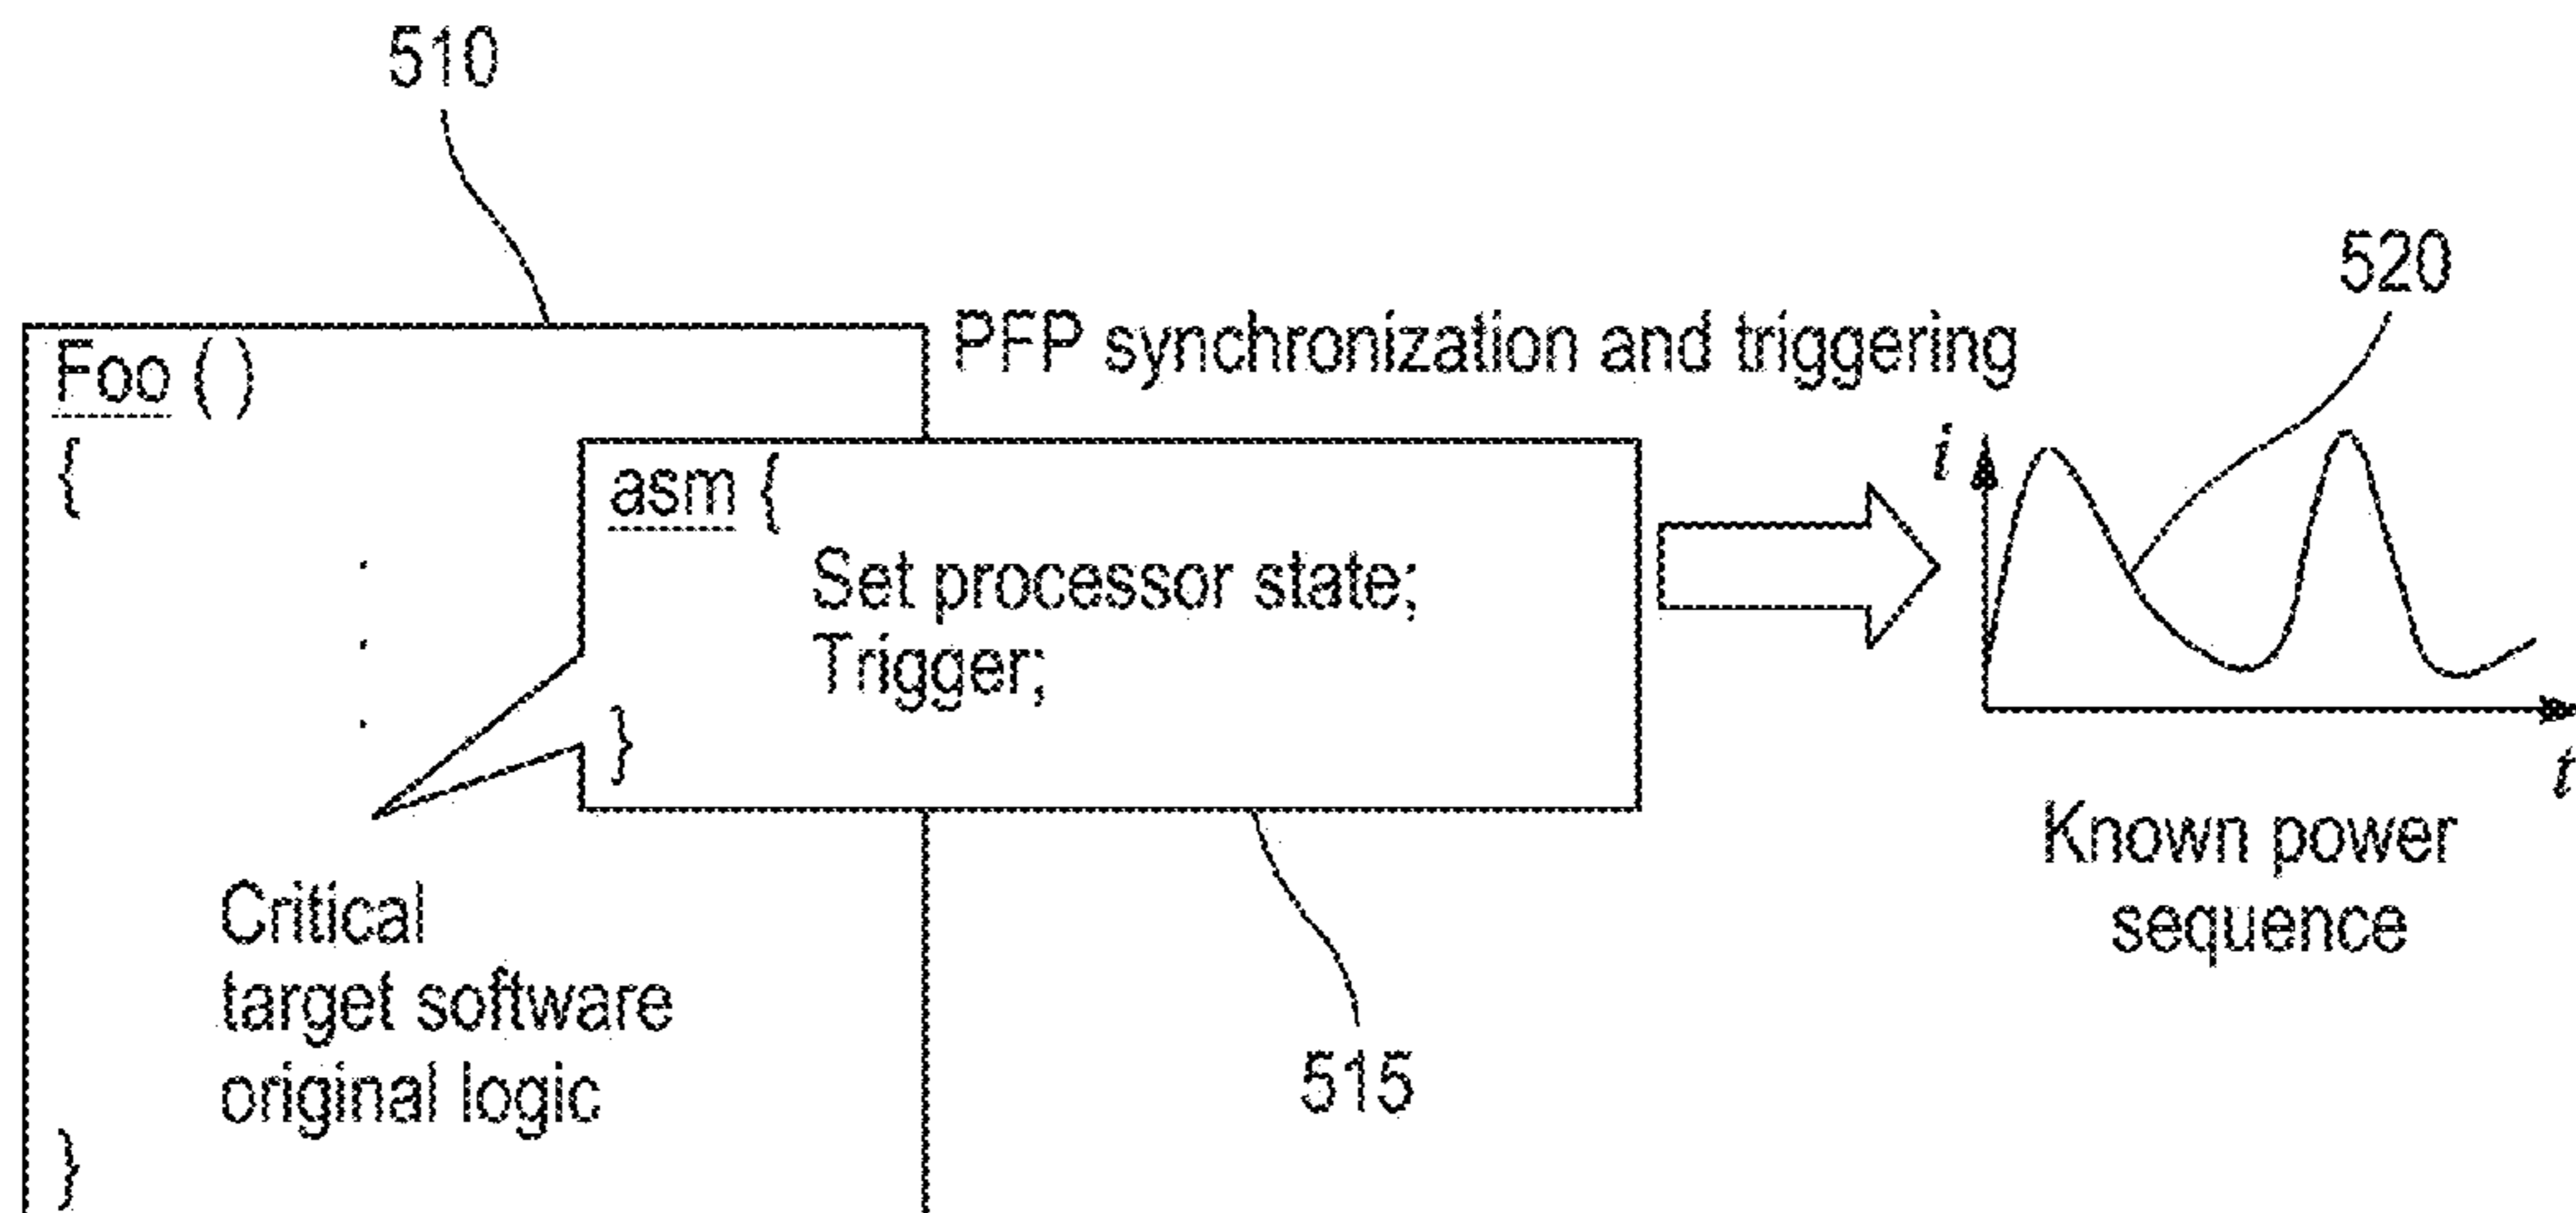 510
520
PFP synchronization and triggering
Foo ( )
{
asm {
Set processor state;
Trigger;
}
i
t
Known power
sequence
Critical
target software
original logic
515
}